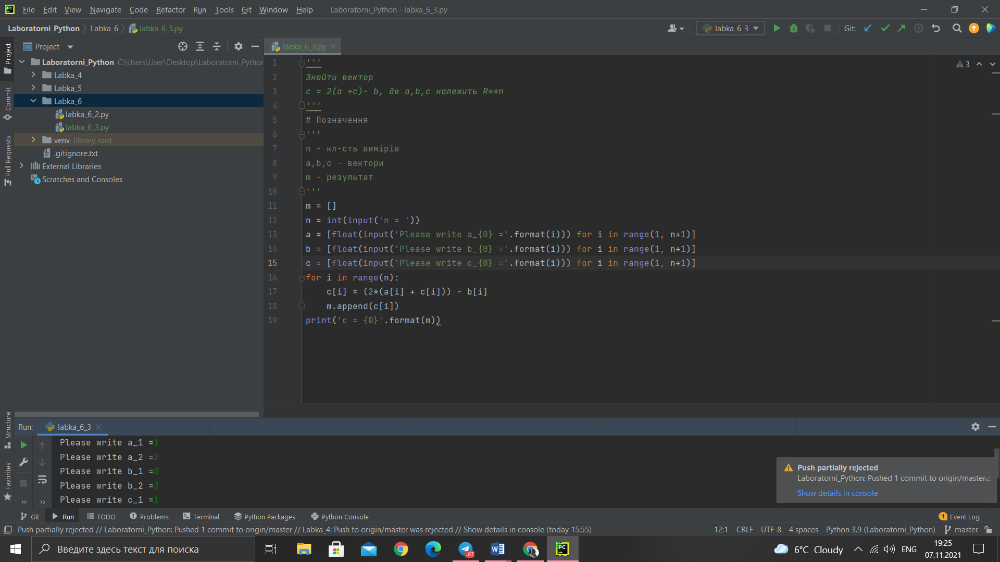 File Edit View Navigate Code Refactor Run Tools Git Window Help Laboratorni_Python - labka_6_3.py
Laboratorni_Python Labka_6 labka_6_3.py labka_6_3 Git:
Project labka_6_3.py
Laboratorni_Python C:\Users\User\Desktop\Laboratorni_Python
Labka_4
Labka_5
Labka_6
labka_6_2.py
labka_6_3.py
venv library root
.gitignore.txt
External Libraries
Scratches and Consoles
Project
Commit
Pull Requests
Structure
Favorites
3
1 '''
2 Знайти вектор
3 c = 2(a +c)- b, де a,b,c належить R**n
4 '''
5 # Позначення
6 '''
7 n - кл-сть вимірів
8 a,b,c - вектори
9 m - результат
10 '''
11 m = []
12 n = int(input('n = '))
13 a = [float(input('Please write a_{0} ='.format(i))) for i in range(1, n+1)]
14 b = [float(input('Please write b_{0} ='.format(i))) for i in range(1, n+1)]
15 c = [float(input('Please write c_{0} ='.format(i))) for i in range(1, n+1)]
16 for i in range(n):
17 c[i] = (2*(a[i] + c[i])) - b[i]
18 m.append(c[i])
19 print('c = {0}'.format(m))
Run: labka_6_3
Please write a_1 =1
Please write a_2 =2
Please write b_1 =0
Please write b_2 =3
Please write c_1 =1
Push partially rejected
Laboratorni_Python: Pushed 1 commit to origin/master...
Show details in console
Git Run TODO Problems Terminal Python Packages Python Console 1 Event Log
Push partially rejected // Laboratorni_Python: Pushed 1 commit to origin/master // Labka_4: Push to origin/master was rejected // Show details in console (today 15:55) 12:1 CRLF UTF-8 4 spaces Python 3.9 (Laboratorni_Python) master
Введите здесь текст для поиска ..87 6°C Cloudy ENG 19:25
07.11.2021